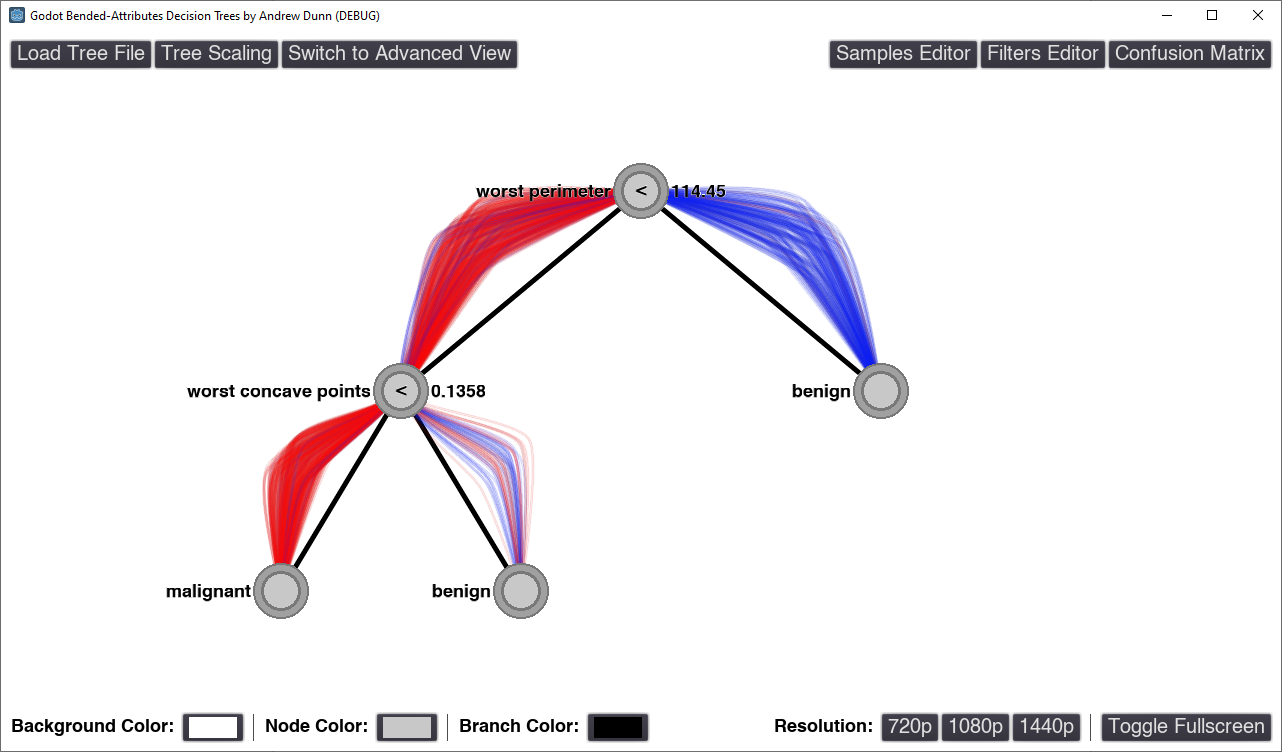 Godot Bended-Attributes Decision Trees by Andrew Dunn (DEBUG)
Load Tree File Tree Scaling Switch to Advanced View Samples Editor Filters Editor Confusion Matrix
worst perimeter < 114.45
worst concave points < 0.1358 benign
malignant benign
Background Color: Node Color: Branch Color: Resolution: 720p 1080p 1440p Toggle Fullscreen